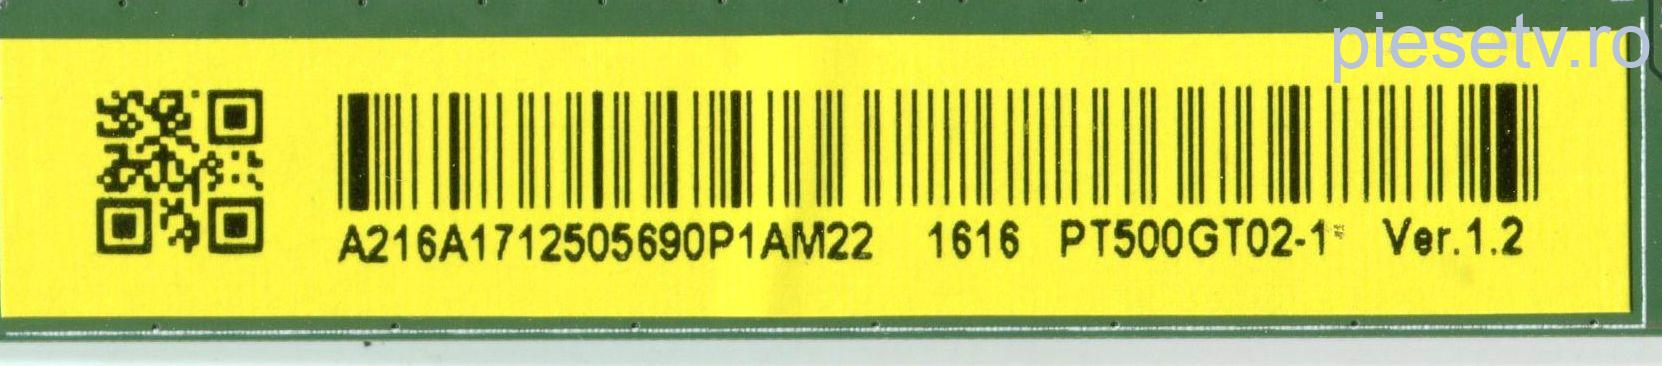 piesetv.ro
A216A1712505690P1AM22 1616 PT500GT02-1 Ver.1.2